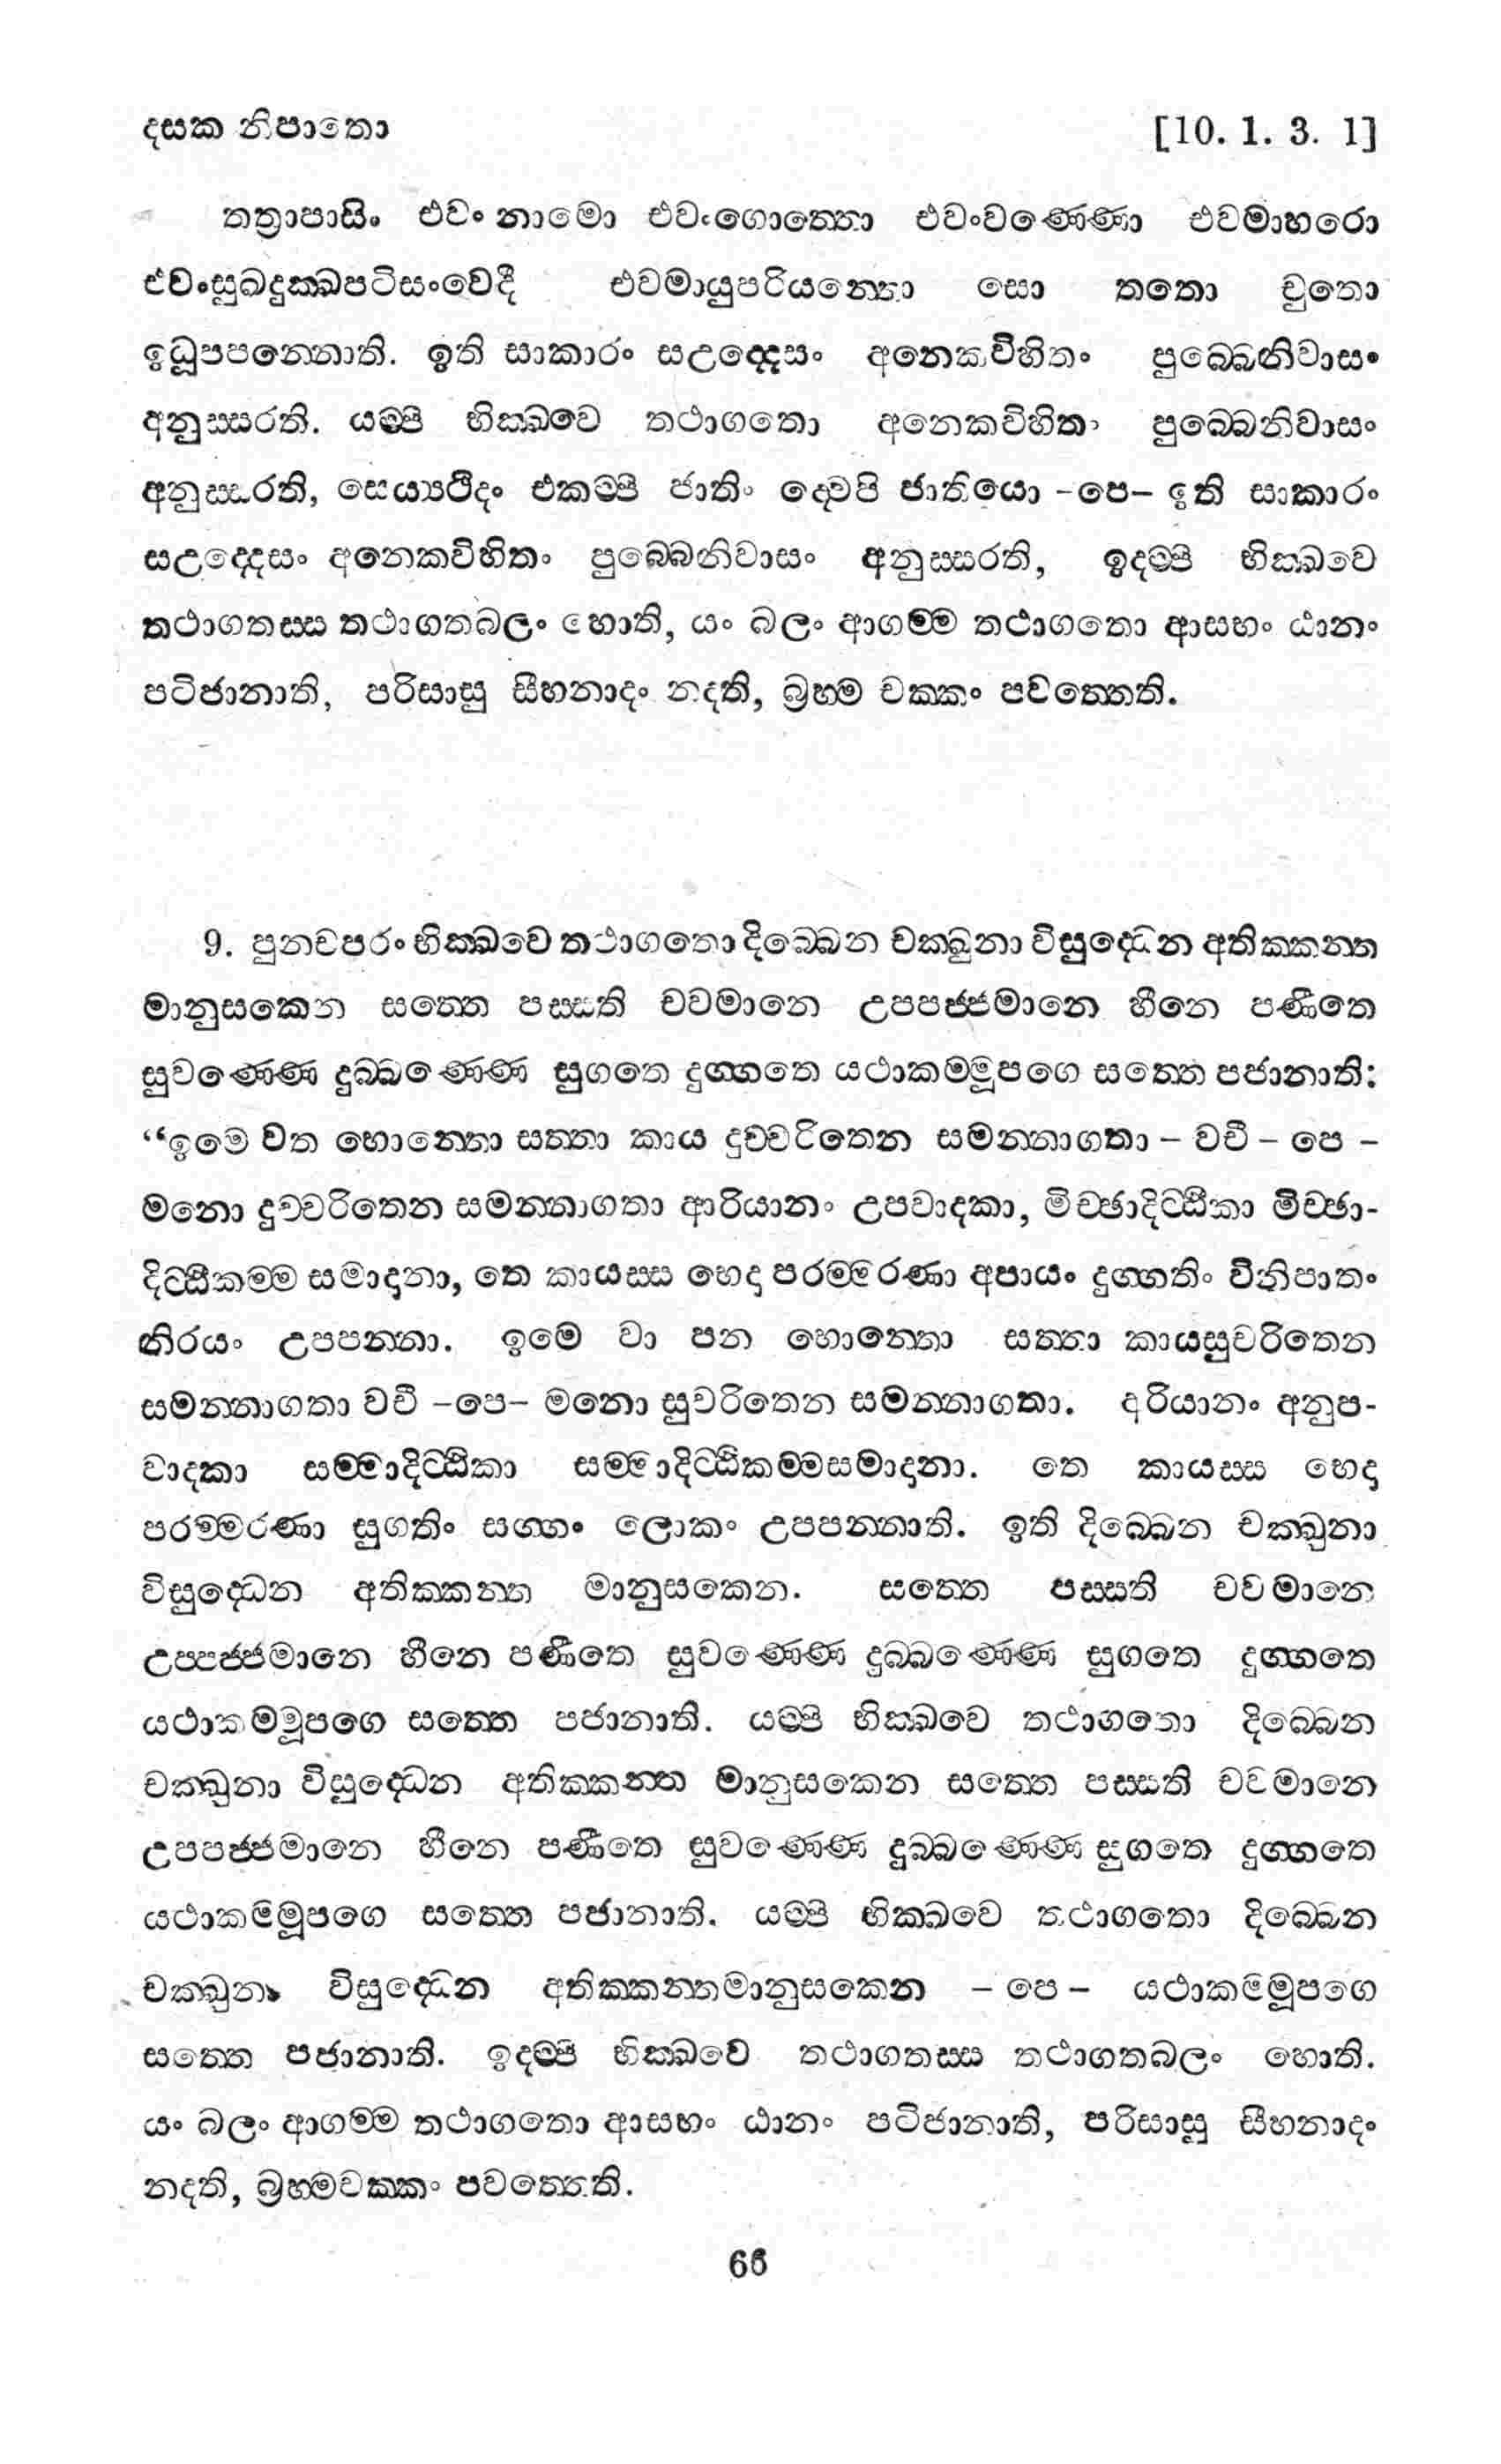 දසක නිපාතො [10. 1. 3. 1]
තත්‍රාපාසිං එවං නාමො එවංගොත්තො එවංවණ්ණො එවමාහරො
එවංසුඛදුක්ඛපටිසංවෙදී එවමායුපරියන්තො සො තතො චුතො
ඉධූපපන්නොති. ඉති සාකාරං සඋද්දෙසං අනෙකවිහිතං පුබ්බෙනිවාසං
අනුස්සරති. යම්පි භික්ඛවෙ තථාගතො අනෙකවිහිතං පුබ්බෙනිවාසං
අනුස්සරති, සෙය්‍යථිදං එකම්පි ජාතිං ද්වෙපි ජාතියො -පෙ- ඉති සාකාරං
සඋද්දෙසං අනෙකවිහිතං පුබ්බෙනිවාසං අනුස්සරති, ඉදම්පි භික්ඛවෙ
තථාගතස්ස තථාගතබලං හොති, යං බලං ආගම්ම තථාගතො ආසභං ඨානං
පටිජානාති, පරිසාසු සීහනාදං නදති, බ්‍රහ්ම චක්කං පවත්තෙති.
9. පුනචපරං භික්ඛවෙ තථාගතො දිබ්බෙන චක්ඛුනා විසුද්ධෙන අතික්කන්ත
මානුසකෙන සත්තෙ පස්සති චවමානෙ උපපජ්ජමානෙ හීනෙ පණීතෙ
සුවණ්ණෙ දුබ්බණ්ණෙ සුගතෙ දුග්ගතෙ යථාකම්මූපගෙ සත්තෙ පජානාති:
“ඉමෙ වත භොන්තො සත්තා කාය දුච්චරිතෙන සමන්නාගතා – වචී – පෙ –
මනො දුච්චරිතෙන සමන්නාගතා ආරියානං උපවාදකා, මිච්ඡාදිට්ඨිකා මිච්ඡා-
දිට්ඨිකම්ම සමාදානා, තෙ කායස්ස භෙදා පරම්මරණා අපායං දුග්ගතිං විනිපාතං
නිරයං උපපන්නා. ඉමෙ වා පන හොන්තො සත්තා කායසුචරිතෙන
සමන්නාගතා වචී -පෙ- මනො සුචරිතෙන සමන්නාගතා. අරියානං අනුප-
වාදකා සම්මාදිට්ඨිකා සම්මාදිට්ඨිකම්මසමාදානා. තෙ කායස්ස භෙදා
පරම්මරණා සුගතිං සග්ගං ලොකං උපපන්නාති. ඉති දිබ්බෙන චක්ඛුනා
විසුද්ධෙන අතික්කන්ත මානුසකෙන. සත්තෙ පස්සති චවමානෙ
උප්පජ්ජමානෙ හීනෙ පණීතෙ සුවණ්ණෙ දුබ්බණ්ණෙ සුගතෙ දුග්ගතෙ
යථාකම්මූපගෙ සත්තෙ පජානාති. යම්පි භික්ඛවෙ තථාගතො දිබ්බෙන
චක්ඛුනා විසුද්ධෙන අතික්කන්ත මානුසකෙන සත්තෙ පස්සති චවමානෙ
උපපජ්ජමානෙ හීනෙ පණීතෙ සුවණ්ණෙ දුබ්බණ්ණෙ සුගතෙ දුග්ගතෙ
යථාකම්මූපගෙ සත්තෙ පජානාති. යම්පි භික්ඛවෙ තථාගතො දිබ්බෙන
චක්ඛුනා විසුද්ධෙන අතික්කන්තමානුසකෙන – පෙ – යථාකම්මූපගෙ
සත්තෙ පජානාති. ඉදම්පි භික්ඛවෙ තථාගතස්ස තථාගතබලං හොති.
යං බලං ආගම්ම තථාගතො ආසභං ඨානං පටිජානාති, පරිසාසු සීහනාදං
නදති, බ්‍රහ්මචක්කං පවත්තෙති.
66